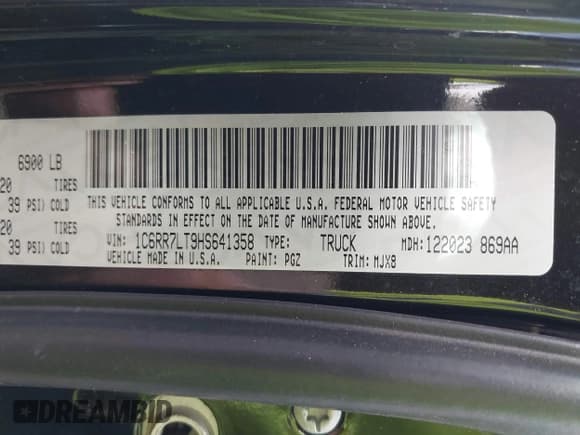 6900 LB
20 TIRES
39 PSI) COLD
20 TIRES
39 PSI) COLD
THIS VEHICLE CONFORMS TO ALL APPLICABLE U.S.A. FEDERAL MOTOR VEHICLE SAFETY
STANDARDS IN EFFECT ON THE DATE OF MANUFACTURE SHOWN ABOVE.
VIN: 1C6RR7LT9HS641358 TYPE: TRUCK MDH: 122023 869AA
VEHICLE MADE IN U.S.A. PAINT: PGZ TRIM: MJX8
DREAMBID